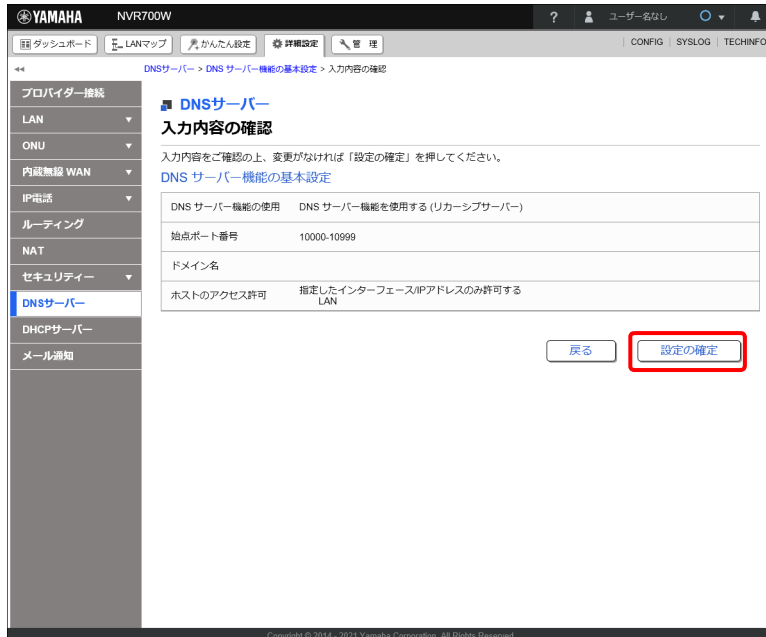 YAMAHA NVR700W ? ユーザー名なし
ダッシュボード LANマップ かんたん設定 詳細設定 管理 CONFIG | SYSLOG | TECHINFO
DNSサーバー > DNS サーバー機能の基本設定 > 入力内容の確認
プロバイダー接続
LAN
ONU
内蔵無線 WAN
IP電話
ルーティング
NAT
セキュリティー
DNSサーバー
DHCPサーバー
メール通知
DNSサーバー
入力内容の確認
入力内容をご確認の上、変更がなければ「設定の確定」を押してください。
DNS サーバー機能の基本設定
DNS サーバー機能の使用 DNS サーバー機能を使用する (リカーシブサーバー)
始点ポート番号 10000-10999
ドメイン名
ホストのアクセス許可 指定したインターフェース/IPアドレスのみ許可する
LAN
戻る 設定の確定
Copyright © 2014 - 2021 Yamaha Corporation. All Rights Reserved.